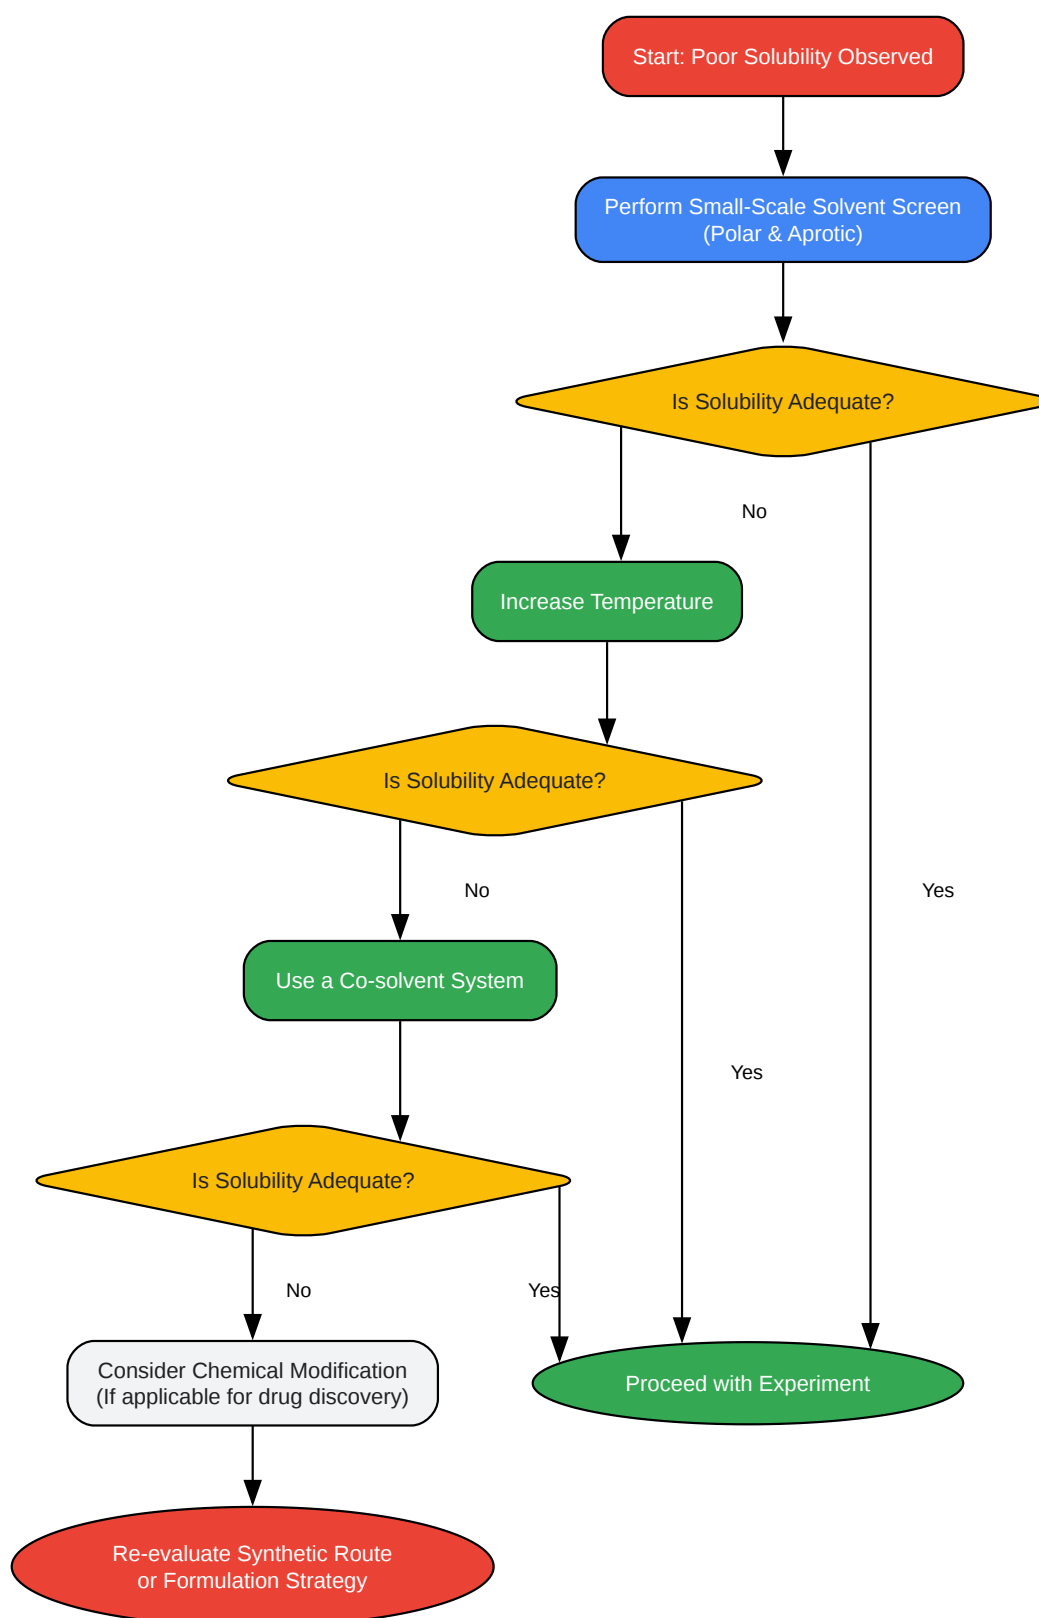 Start: Poor Solubility Observed
Perform Small-Scale Solvent Screen
(Polar & Aprotic)
Is Solubility Adequate?
No
Increase Temperature
Is Solubility Adequate?
No
Yes
Use a Co-solvent System
Yes
Is Solubility Adequate?
No
Yes
Consider Chemical Modification
(If applicable for drug discovery)
Proceed with Experiment
Re-evaluate Synthetic Route
or Formulation Strategy